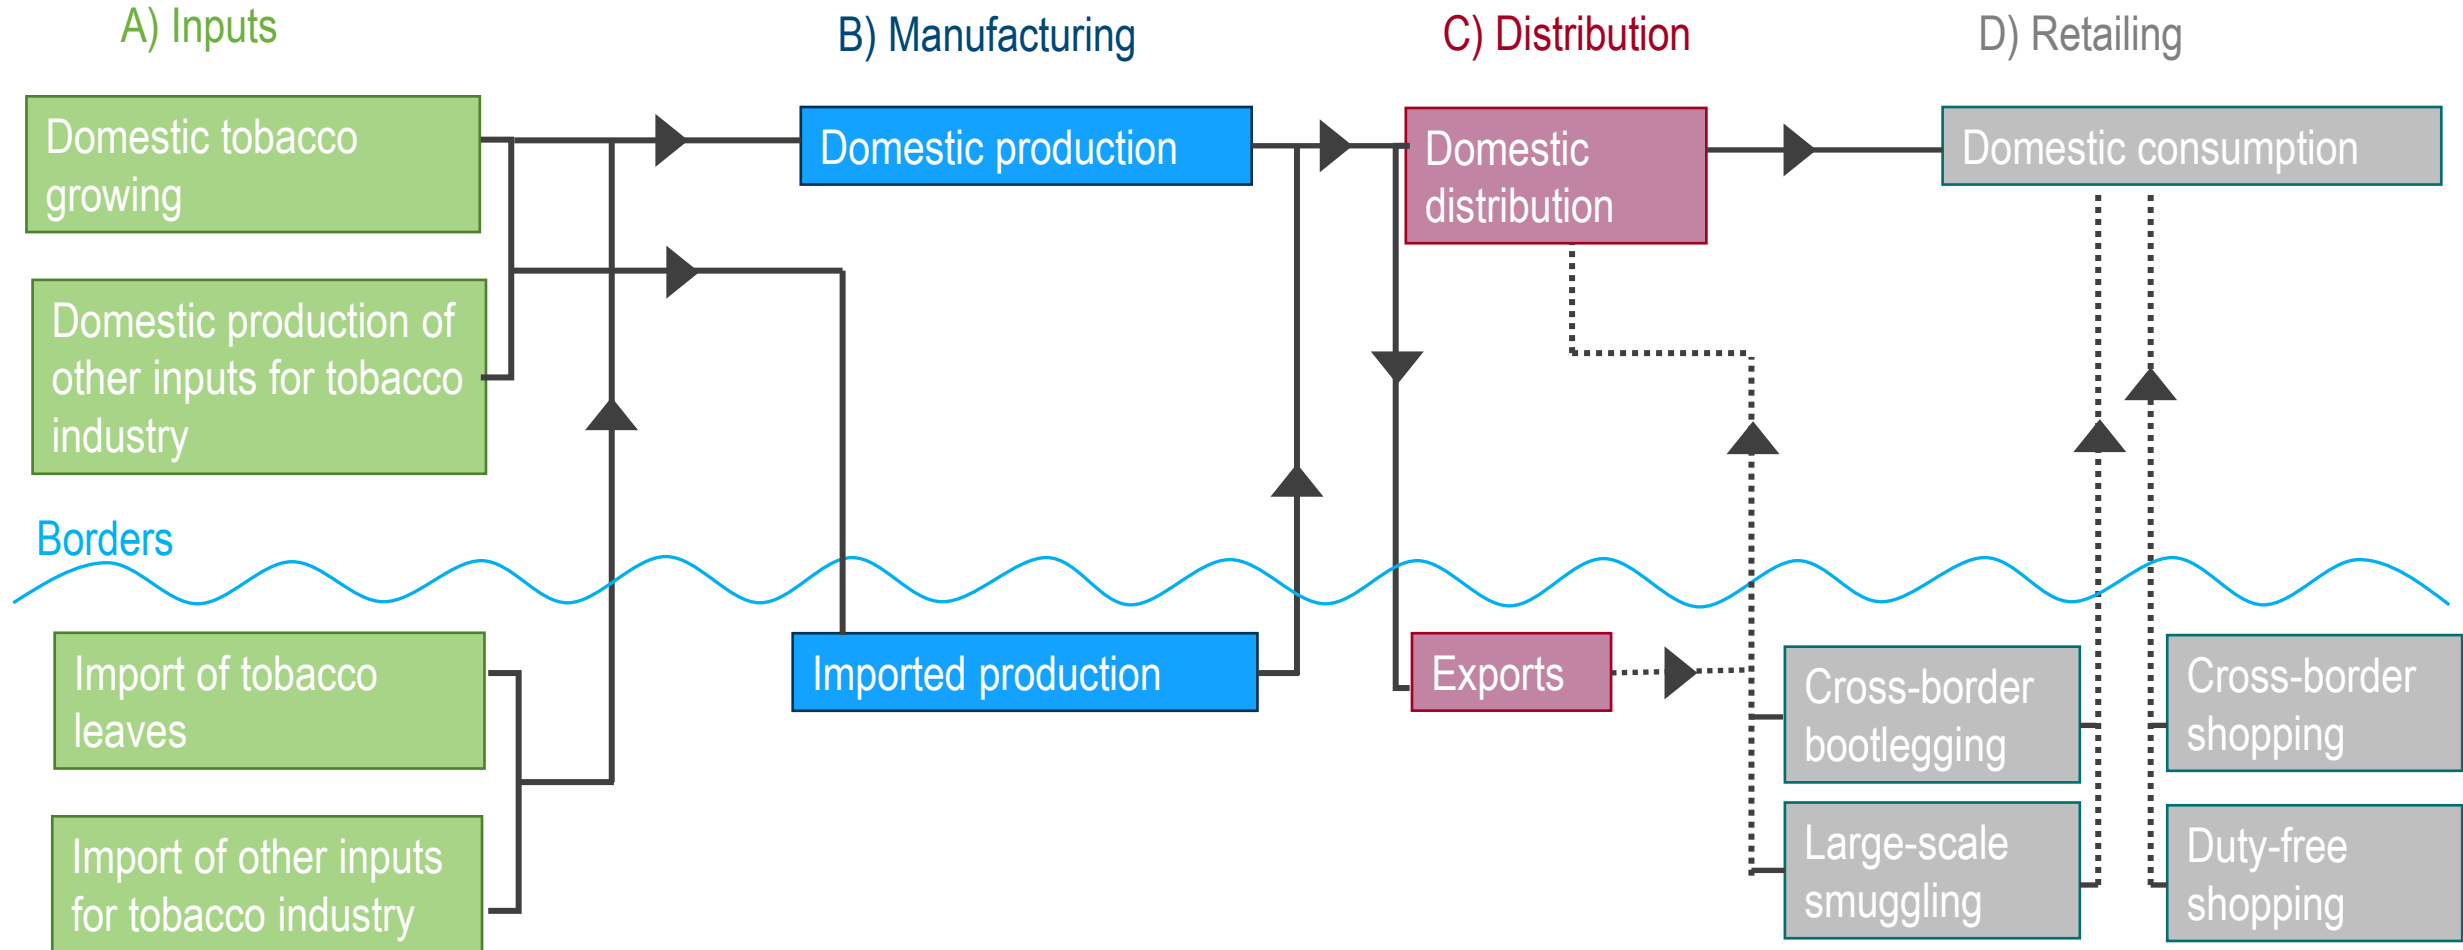 A) Inputs
B) Manufacturing
C) Distribution
D) Retailing
Domestic tobacco
growing
Domestic production
Domestic
distribution
Domestic consumption
Domestic production of
other inputs for tobacco
industry
Borders
Import of tobacco
leaves
Imported production
Exports
Cross-border
bootlegging
Cross-border
shopping
Import of other inputs
for tobacco industry
Large-scale
smuggling
Duty-free
shopping